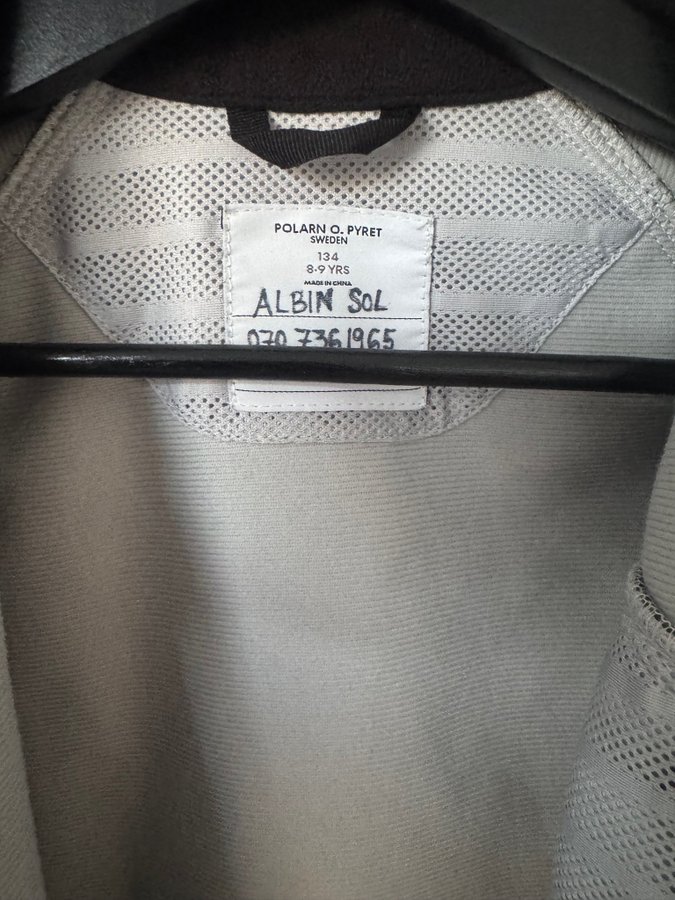 POLARN O. PYRET
SWEDEN
134
8-9 YRS
MADE IN CHINA
ALBIN SOL
070 7361965